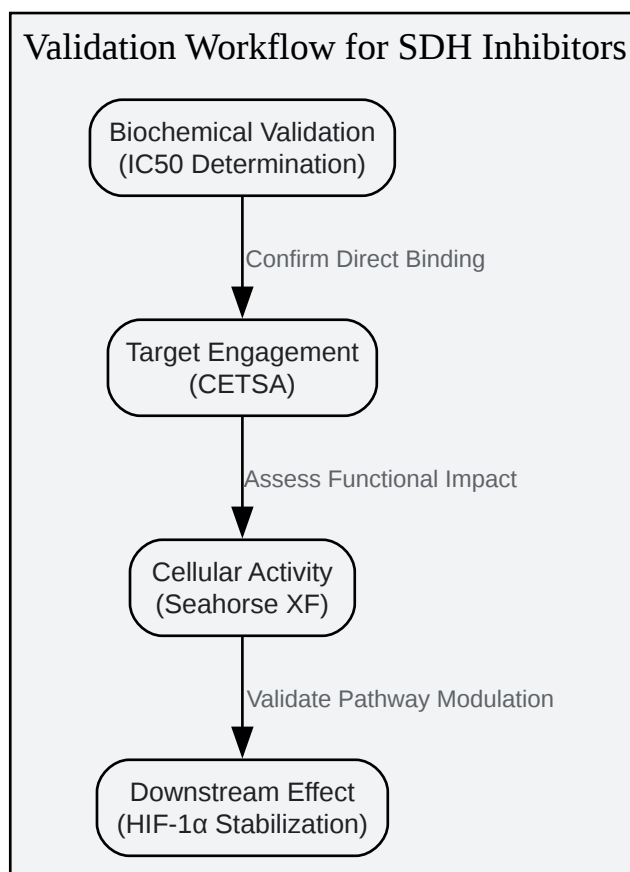 Validation Workflow for SDH Inhibitors
Biochemical Validation
(IC50 Determination)
Confirm Direct Binding
Target Engagement
(CETSA)
Assess Functional Impact
Cellular Activity
(Seahorse XF)
Validate Pathway Modulation
Downstream Effect
(HIF-1α Stabilization)